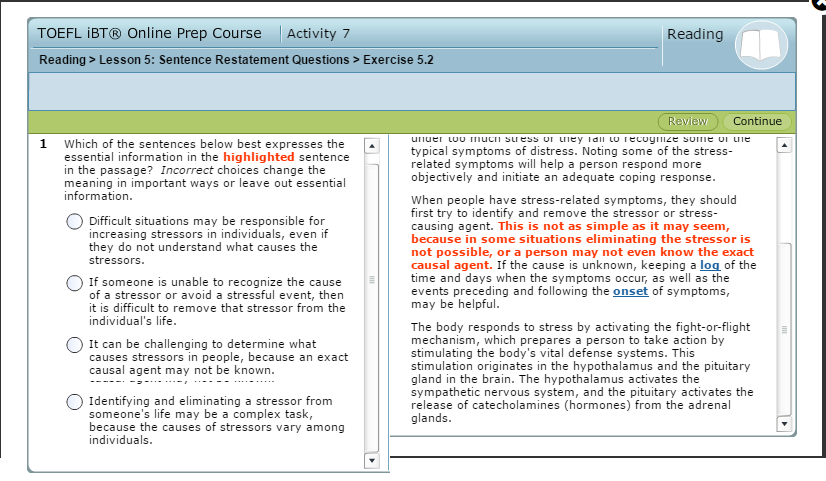 TOEFL iBT® Online Prep Course | Activity 7
Reading
Reading > Lesson 5: Sentence Restatement Questions > Exercise 5.2
Review
Continue
1 Which of the sentences below best expresses the
essential information in the highlighted sentence
in the passage? Incorrect choices change the
meaning in important ways or leave out essential
information.
Difficult situations may be responsible for
increasing stressors in individuals, even if
they do not understand what causes the
stressors.
If someone is unable to recognize the cause
of a stressor or avoid a stressful event, then
it is difficult to remove that stressor from the
individual's life.
It can be challenging to determine what
causes stressors in people, because an exact
causal agent may not be known.
Identifying and eliminating a stressor from
someone's life may be a complex task,
because the causes of stressors vary among
individuals.
under too much stress or they fail to recognize some of the
typical symptoms of distress. Noting some of the stress-
related symptoms will help a person respond more
objectively and initiate an adequate coping response.
When people have stress-related symptoms, they should
first try to identify and remove the stressor or stress-
causing agent. This is not as simple as it may seem,
because in some situations eliminating the stressor is
not possible, or a person may not even know the exact
causal agent. If the cause is unknown, keeping a log of the
time and days when the symptoms occur, as well as the
events preceding and following the onset of symptoms,
may be helpful.
The body responds to stress by activating the fight-or-flight
mechanism, which prepares a person to take action by
stimulating the body's vital defense systems. This
stimulation originates in the hypothalamus and the pituitary
gland in the brain. The hypothalamus activates the
sympathetic nervous system, and the pituitary activates the
release of catecholamines (hormones) from the adrenal
glands.